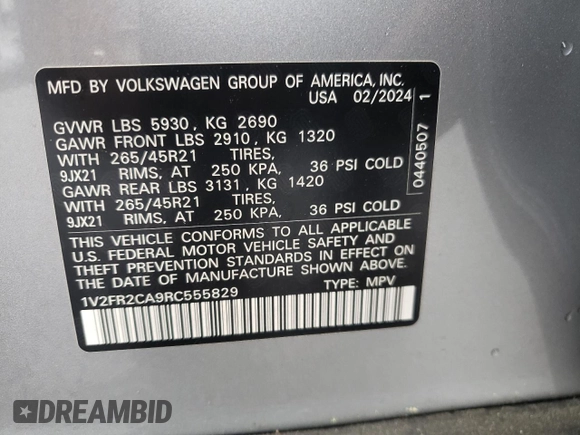 MFD BY VOLKSWAGEN GROUP OF AMERICA, INC.
USA 02/2024
GVWR LBS 5930, KG 2690
GAWR FRONT LBS 2910, KG 1320
WITH 265/45R21 TIRES,
9JX21 RIMS, AT 250 KPA, 36 PSI COLD
GAWR REAR LBS 3131, KG 1420
WITH 265/45R21 TIRES,
9JX21 RIMS, AT 250 KPA, 36 PSI COLD
THIS VEHICLE CONFORMS TO ALL APPLICABLE
U.S. FEDERAL MOTOR VEHICLE SAFETY AND
THEFT PREVENTION STANDARDS IN EFFECT ON
THE DATE OF MANUFACTURE SHOWN ABOVE.
1V2FR2CA9RC555829 TYPE: MPV
0440507 1
DREAMBID